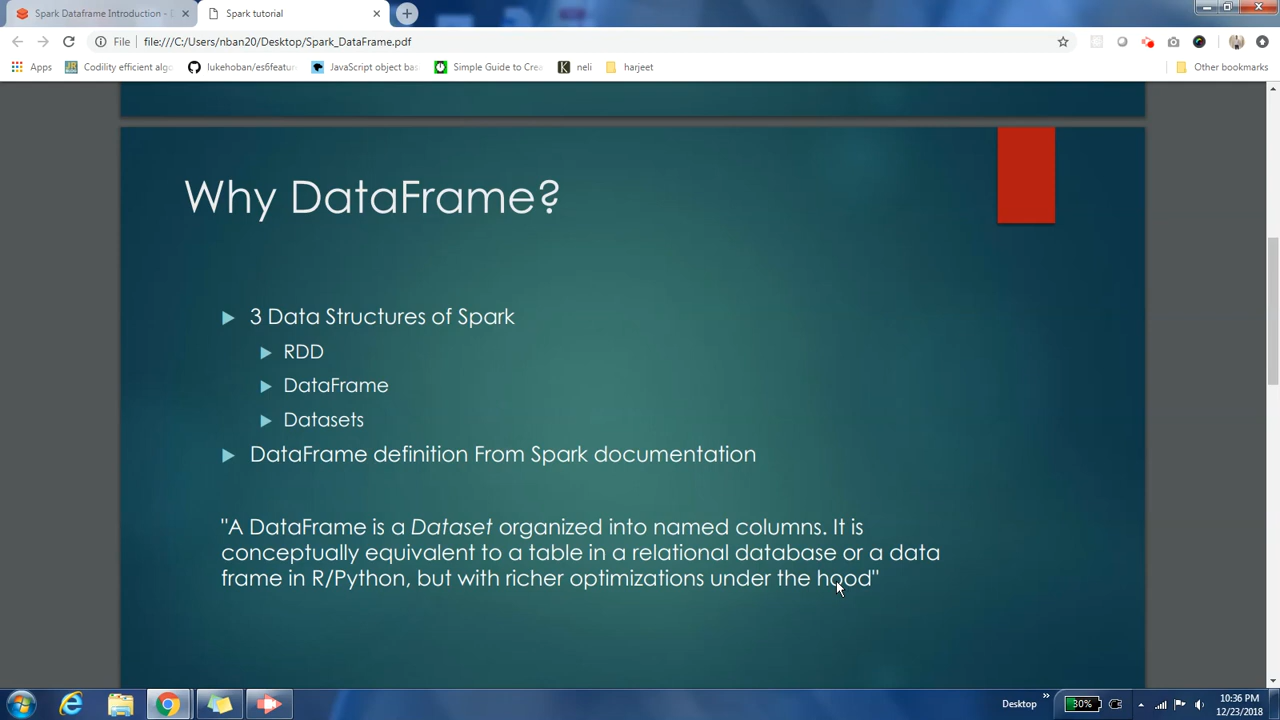 Spark Dataframe Introduction - D
Spark tutorial
File
file:///C:/Users/nban20/Desktop/Spark_DataFrame.pdf
Apps
Codility efficient algo
lukehoban/es6featur
JavaScript object bas
Simple Guide to Crea
neli
harjeet
Other bookmarks
Why DataFrame?
3 Data Structures of Spark
RDD
DataFrame
Datasets
DataFrame definition From Spark documentation
"A DataFrame is a Dataset organized into named columns. It is
conceptually equivalent to a table in a relational database or a data
frame in R/Python, but with richer optimizations under the hood"
Desktop
30%
10:36 PM
12/23/2018